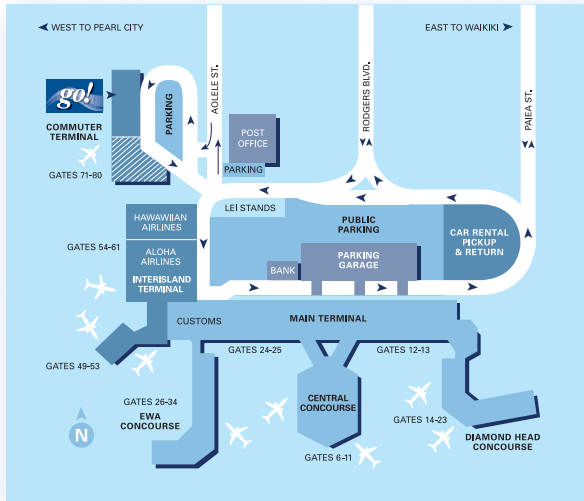 WEST TO PEARL CITY
EAST TO WAIKIKI
AOLELE ST.
RODGERS BLVD.
PAIEA ST.
go!
COMMUTER
TERMINAL
GATES 71-80
PARKING
POST
OFFICE
PARKING
LEI STANDS
HAWAWIIAN
AIRLINES
GATES 54-61
ALOHA
AIRLINES
INTERISLAND
TERMINAL
PUBLIC
PARKING
PARKING
GARAGE
BANK
CAR RENTAL
PICKUP
& RETURN
CUSTOMS
MAIN TERMINAL
GATES 24-25
GATES 12-13
GATES 49-53
GATES 26-34
EWA
CONCOURSE
CENTRAL
CONCOURSE
GATES 6-11
GATES 14-23
DIAMOND HEAD
CONCOURSE
N